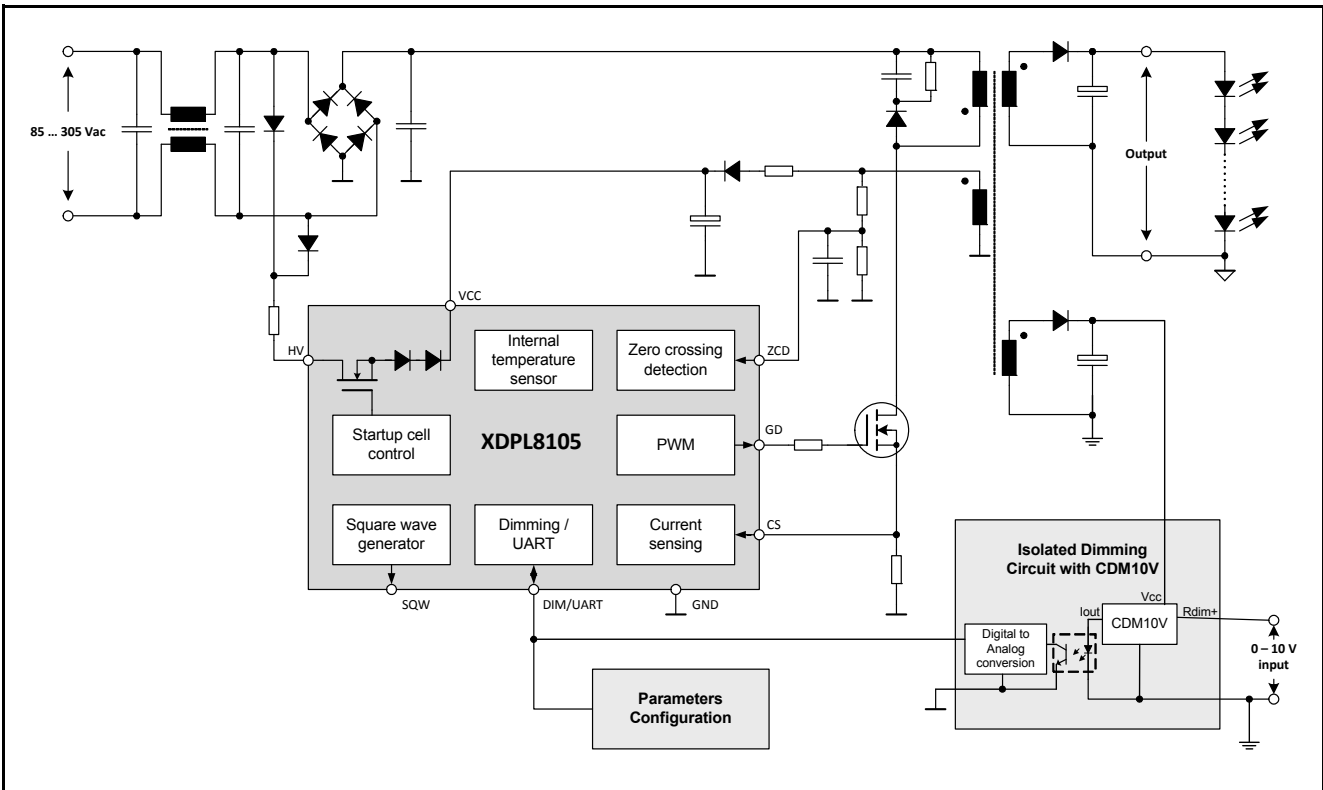 85 ... 305 Vac
Output
VCC
HV
Internal
temperature
sensor
Zero crossing
detection
ZCD
Startup cell
control
XDPL8105
PWM
GD
Square wave
generator
Dimming /
UART
Current
sensing
CS
SQW
DIM/UART
GND
Isolated Dimming
Circuit with CDM10V
Vcc
Iout
Rdim+
CDM10V
Digital to
Analog
conversion
0 – 10 V
input
Parameters
Configuration